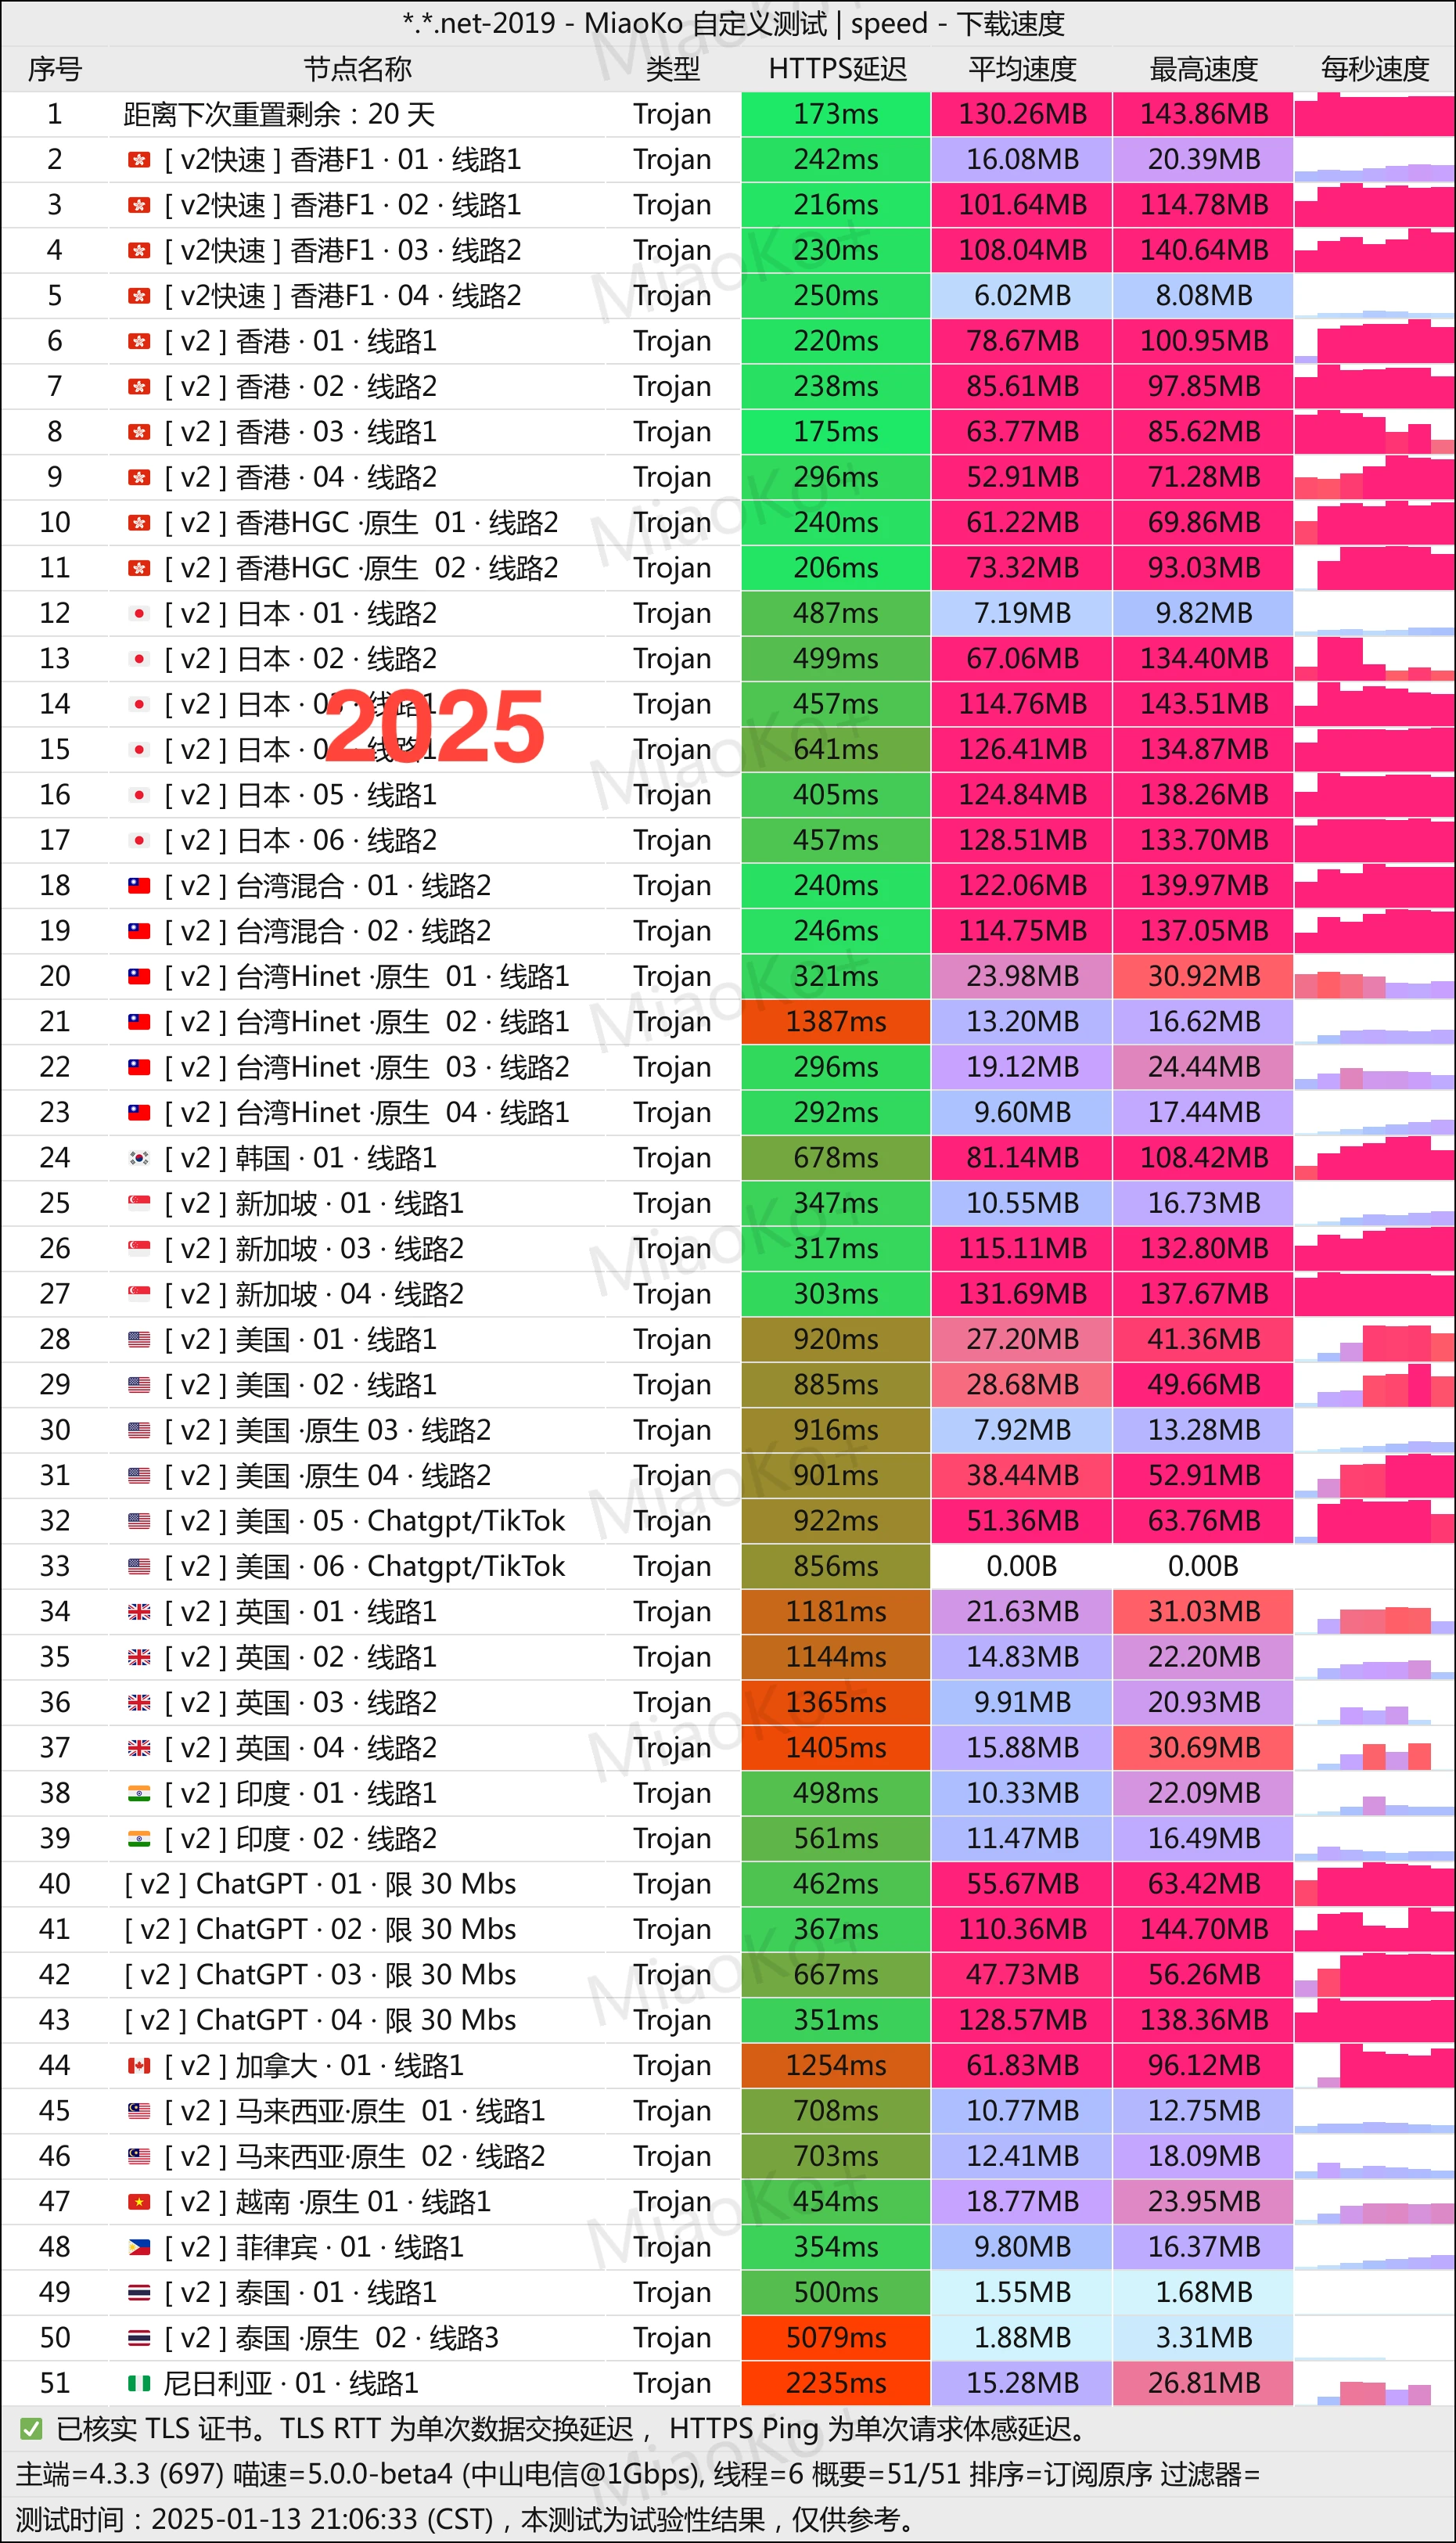 *.*.net-2019 - MiaoKo 自定义测试 | speed - 下载速度
序号 节点名称 类型 HTTPS延迟 平均速度 最高速度 每秒速度
1 距离下次重置剩余：20 天 Trojan 173ms 130.26MB 143.86MB
2 [ v2快速 ] 香港F1 · 01 · 线路1 Trojan 242ms 16.08MB 20.39MB
3 [ v2快速 ] 香港F1 · 02 · 线路1 Trojan 216ms 101.64MB 114.78MB
4 [ v2快速 ] 香港F1 · 03 · 线路2 Trojan 230ms 108.04MB 140.64MB
5 [ v2快速 ] 香港F1 · 04 · 线路2 Trojan 250ms 6.02MB 8.08MB
6 [ v2 ] 香港 · 01 · 线路1 Trojan 220ms 78.67MB 100.95MB
7 [ v2 ] 香港 · 02 · 线路2 Trojan 238ms 85.61MB 97.85MB
8 [ v2 ] 香港 · 03 · 线路1 Trojan 175ms 63.77MB 85.62MB
9 [ v2 ] 香港 · 04 · 线路2 Trojan 296ms 52.91MB 71.28MB
10 [ v2 ] 香港HGC ·原生 01 · 线路2 Trojan 240ms 61.22MB 69.86MB
11 [ v2 ] 香港HGC ·原生 02 · 线路2 Trojan 206ms 73.32MB 93.03MB
12 [ v2 ] 日本 · 01 · 线路2 Trojan 487ms 7.19MB 9.82MB
13 [ v2 ] 日本 · 02 · 线路2 Trojan 499ms 67.06MB 134.40MB
14 [ v2 ] 日本 · 03 · 线路1 Trojan 457ms 114.76MB 143.51MB
2025
15 [ v2 ] 日本 · 线路1 Trojan 641ms 126.41MB 134.87MB
16 [ v2 ] 日本 · 05 · 线路1 Trojan 405ms 124.84MB 138.26MB
17 [ v2 ] 日本 · 06 · 线路2 Trojan 457ms 128.51MB 133.70MB
18 [ v2 ] 台湾混合 · 01 · 线路2 Trojan 240ms 122.06MB 139.97MB
19 [ v2 ] 台湾混合 · 02 · 线路2 Trojan 246ms 114.75MB 137.05MB
20 [ v2 ] 台湾Hinet ·原生 01 · 线路1 Trojan 321ms 23.98MB 30.92MB
21 [ v2 ] 台湾Hinet ·原生 02 · 线路1 Trojan 1387ms 13.20MB 16.62MB
22 [ v2 ] 台湾Hinet ·原生 03 · 线路2 Trojan 296ms 19.12MB 24.44MB
23 [ v2 ] 台湾Hinet ·原生 04 · 线路1 Trojan 292ms 9.60MB 17.44MB
24 [ v2 ] 韩国 · 01 · 线路1 Trojan 678ms 81.14MB 108.42MB
25 [ v2 ] 新加坡 · 01 · 线路1 Trojan 347ms 10.55MB 16.73MB
26 [ v2 ] 新加坡 · 03 · 线路2 Trojan 317ms 115.11MB 132.80MB
27 [ v2 ] 新加坡 · 04 · 线路2 Trojan 303ms 131.69MB 137.67MB
28 [ v2 ] 美国 · 01 · 线路1 Trojan 920ms 27.20MB 41.36MB
29 [ v2 ] 美国 · 02 · 线路1 Trojan 885ms 28.68MB 49.66MB
30 [ v2 ] 美国 ·原生 03 · 线路2 Trojan 916ms 7.92MB 13.28MB
31 [ v2 ] 美国 ·原生 04 · 线路2 Trojan 901ms 38.44MB 52.91MB
32 [ v2 ] 美国 · 05 · Chatgpt/TikTok Trojan 922ms 51.36MB 63.76MB
33 [ v2 ] 美国 · 06 · Chatgpt/TikTok Trojan 856ms 0.00B 0.00B
34 [ v2 ] 英国 · 01 · 线路1 Trojan 1181ms 21.63MB 31.03MB
35 [ v2 ] 英国 · 02 · 线路1 Trojan 1144ms 14.83MB 22.20MB
36 [ v2 ] 英国 · 03 · 线路2 Trojan 1365ms 9.91MB 20.93MB
37 [ v2 ] 英国 · 04 · 线路2 Trojan 1405ms 15.88MB 30.69MB
38 [ v2 ] 印度 · 01 · 线路1 Trojan 498ms 10.33MB 22.09MB
39 [ v2 ] 印度 · 02 · 线路2 Trojan 561ms 11.47MB 16.49MB
40 [ v2 ] ChatGPT · 01 · 限 30 Mbs Trojan 462ms 55.67MB 63.42MB
41 [ v2 ] ChatGPT · 02 · 限 30 Mbs Trojan 367ms 110.36MB 144.70MB
42 [ v2 ] ChatGPT · 03 · 限 30 Mbs Trojan 667ms 47.73MB 56.26MB
43 [ v2 ] ChatGPT · 04 · 限 30 Mbs Trojan 351ms 128.57MB 138.36MB
44 [ v2 ] 加拿大 · 01 · 线路1 Trojan 1254ms 61.83MB 96.12MB
45 [ v2 ] 马来西亚·原生 01 · 线路1 Trojan 708ms 10.77MB 12.75MB
46 [ v2 ] 马来西亚·原生 02 · 线路2 Trojan 703ms 12.41MB 18.09MB
47 [ v2 ] 越南 ·原生 01 · 线路1 Trojan 454ms 18.77MB 23.95MB
48 [ v2 ] 菲律宾 · 01 · 线路1 Trojan 354ms 9.80MB 16.37MB
49 [ v2 ] 泰国 · 01 · 线路1 Trojan 500ms 1.55MB 1.68MB
50 [ v2 ] 泰国 ·原生 02 · 线路3 Trojan 5079ms 1.88MB 3.31MB
51 尼日利亚 · 01 · 线路1 Trojan 2235ms 15.28MB 26.81MB
✅ 已核实 TLS 证书。TLS RTT 为单次数据交换延迟， HTTPS Ping 为单次请求体感延迟。
主端=4.3.3 (697) 喵速=5.0.0-beta4 (中山电信@1Gbps), 线程=6 概要=51/51 排序=订阅原序 过滤器=
测试时间：2025-01-13 21:06:33 (CST)，本测试为试验性结果，仅供参考。